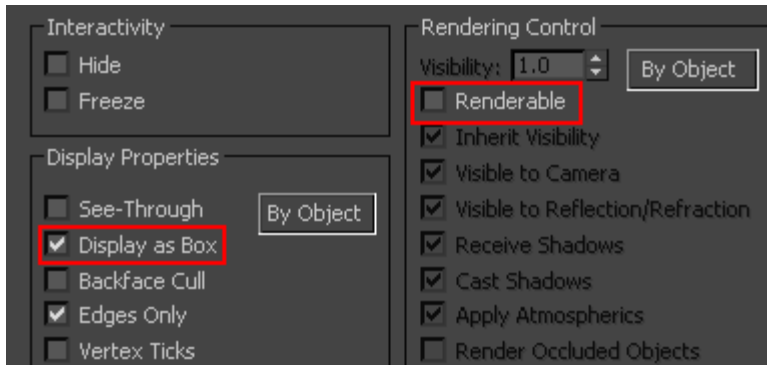 Interactivity
Hide
Freeze
Display Properties
See-Through
By Object
Display as Box
Backface Cull
Edges Only
Vertex Ticks
Rendering Control
Visibility: 1.0
By Object
Renderable
Inherit Visibility
Visible to Camera
Visible to Reflection/Refraction
Receive Shadows
Cast Shadows
Apply Atmospherics
Render Occluded Objects